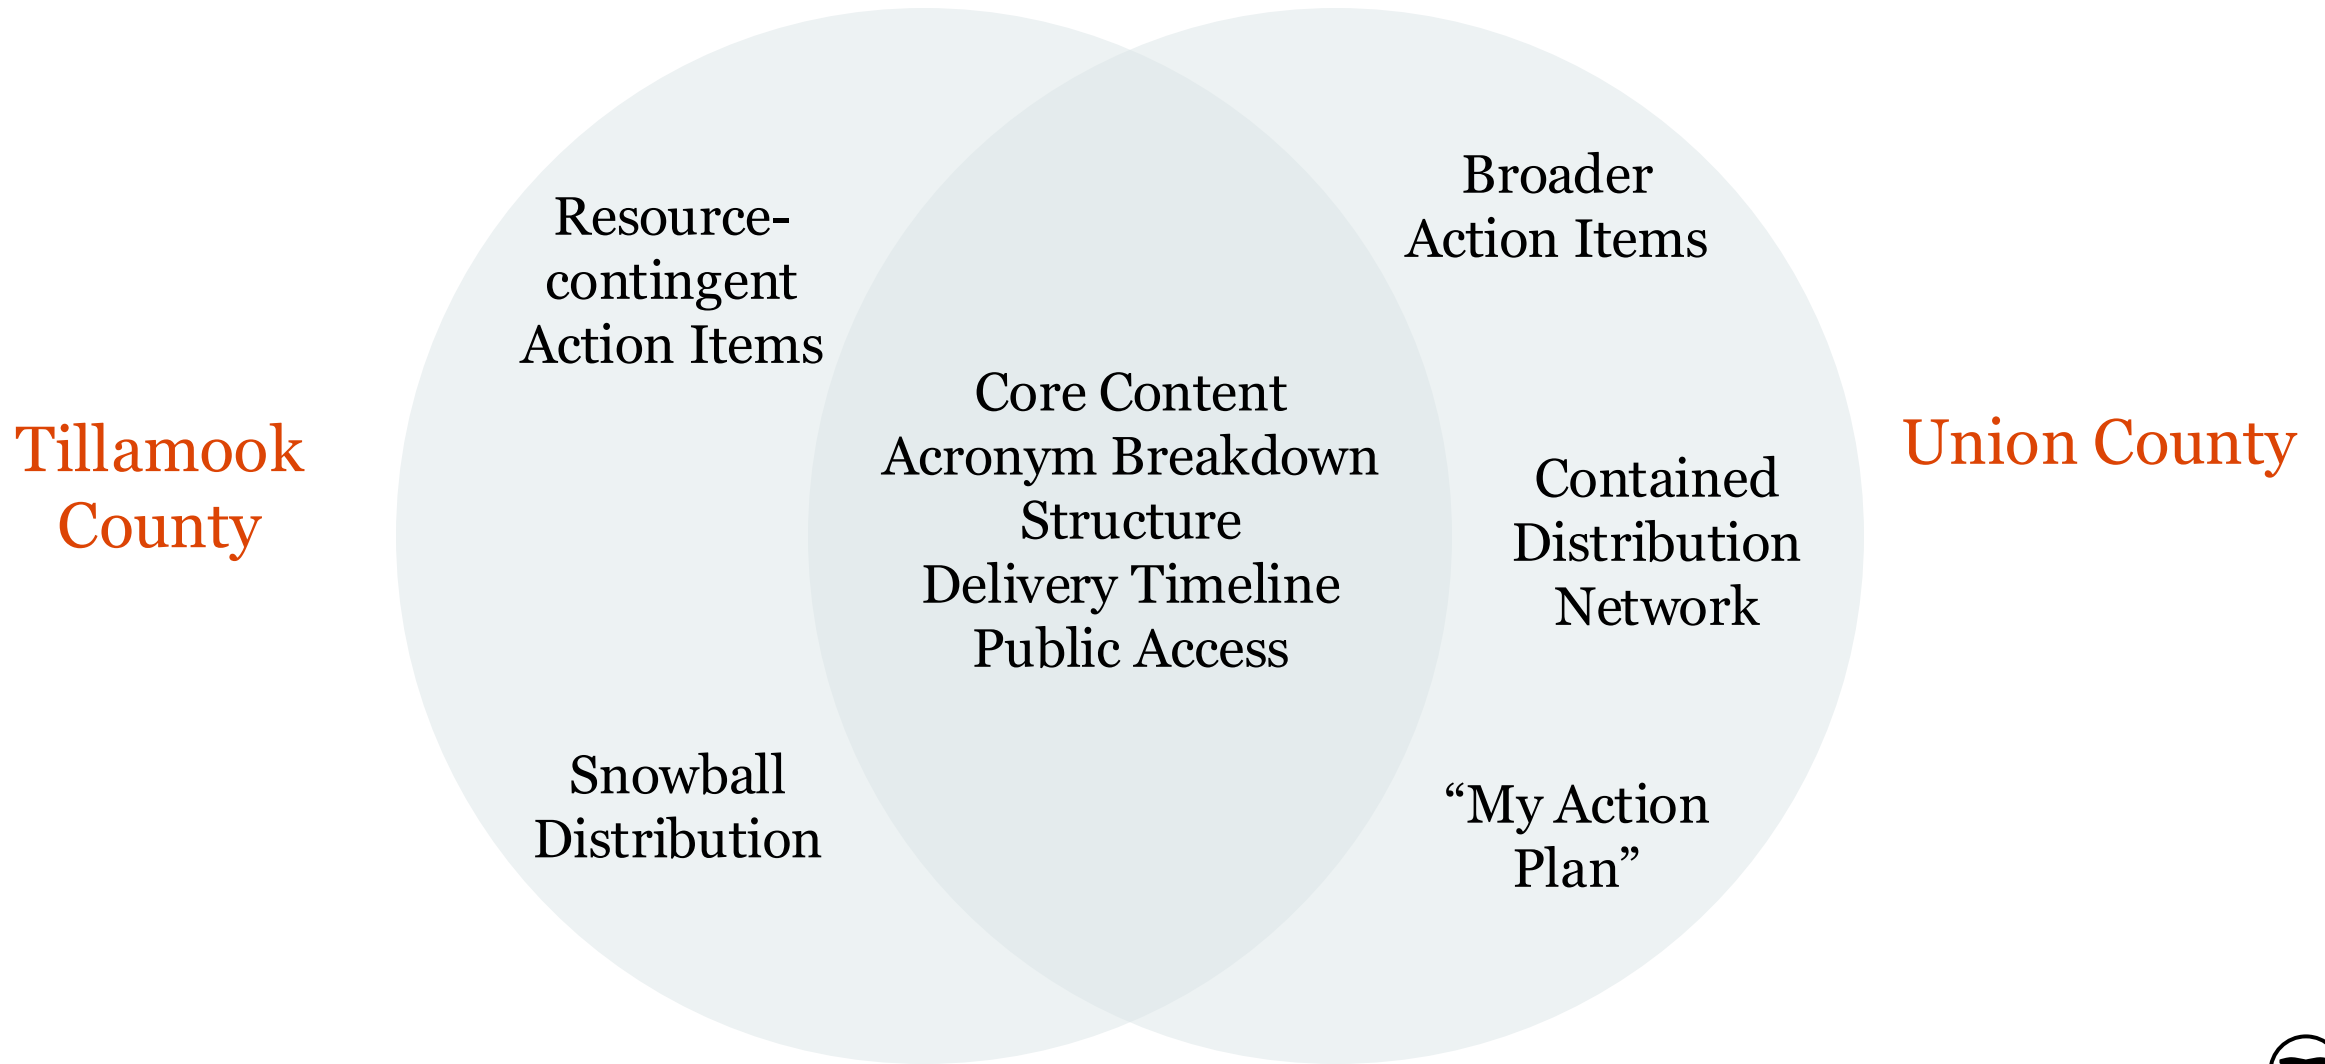 Tillamook
County
Resource-
contingent
Action Items
Snowball
Distribution
Core Content
Acronym Breakdown
Structure
Delivery Timeline
Public Access
Broader
Action Items
Contained
Distribution
Network
“My Action
Plan”
Union County